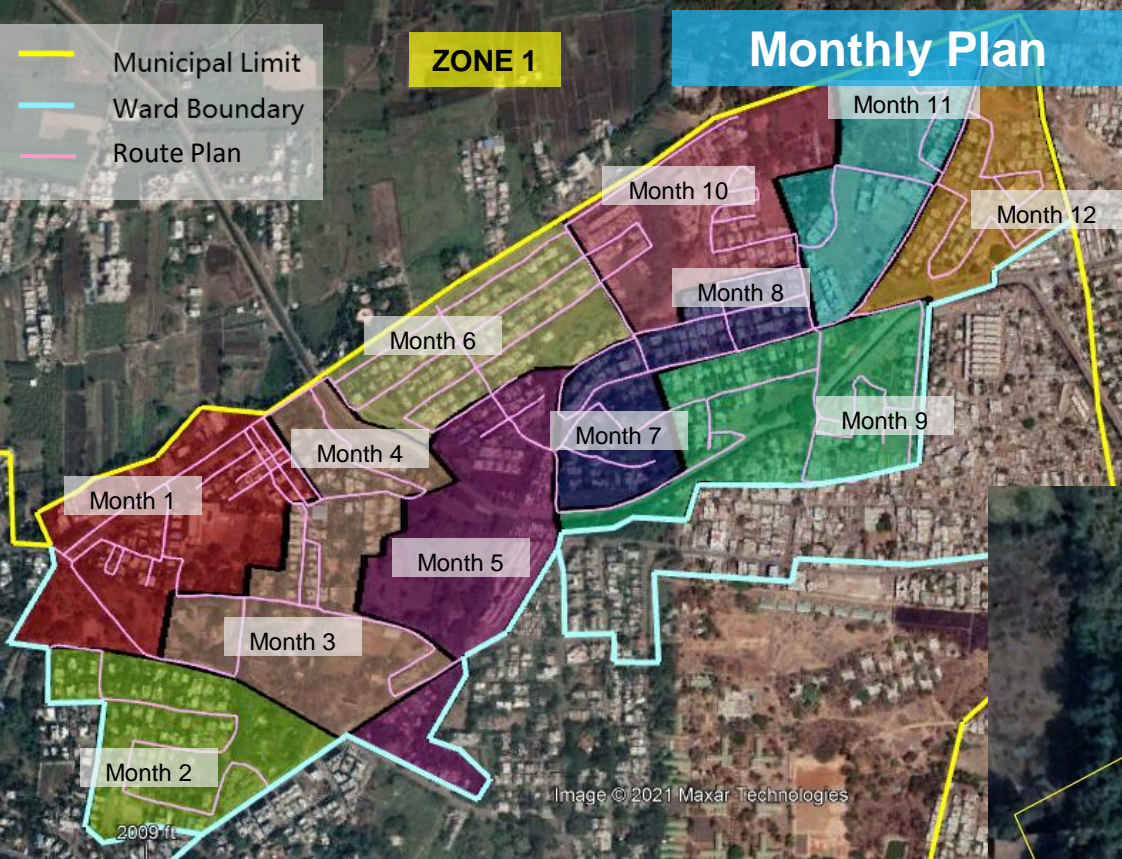 Municipal Limit
Ward Boundary
Route Plan
ZONE 1
Monthly Plan
Month 11
Month 10
Month 12
Month 8
Month 6
Month 9
Month 7
Month 4
Month 1
Month 5
Month 3
Month 2
Image © 2021 Maxar Technologies
2009 ft